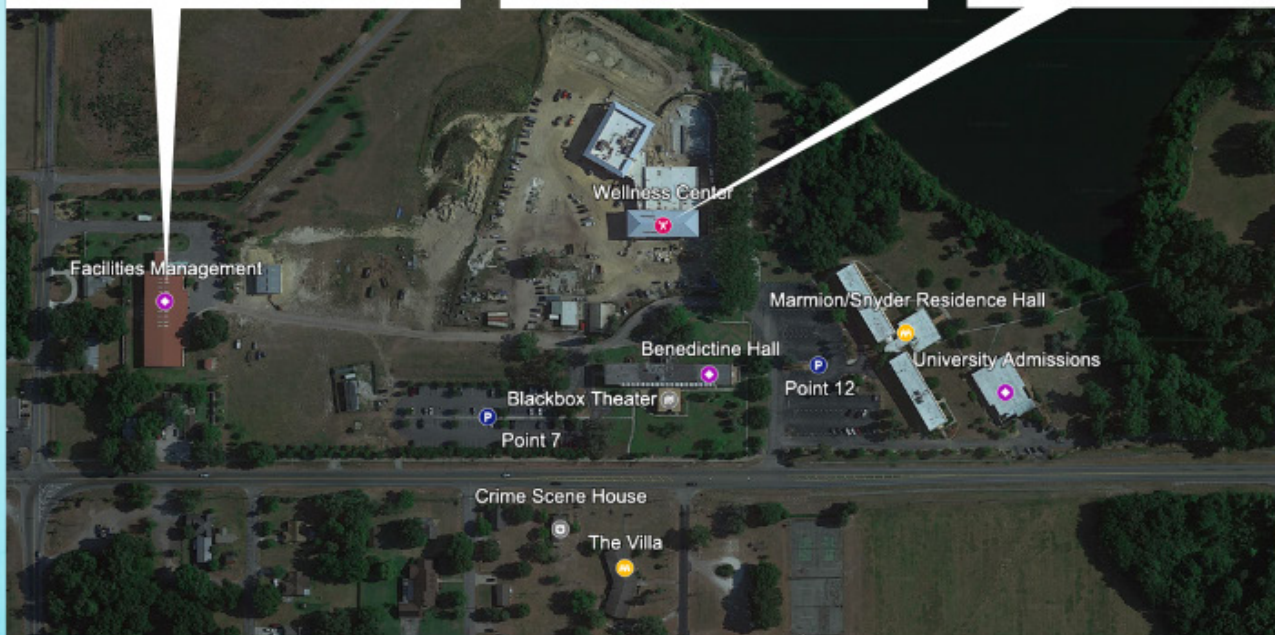 Wellness Center
Facilities Management
Marmion/Snyder Residence Hall
Benedictine Hall
University Admissions
P
Point 12
Blackbox Theater
P
Point 7
Crime Scene House
The Villa